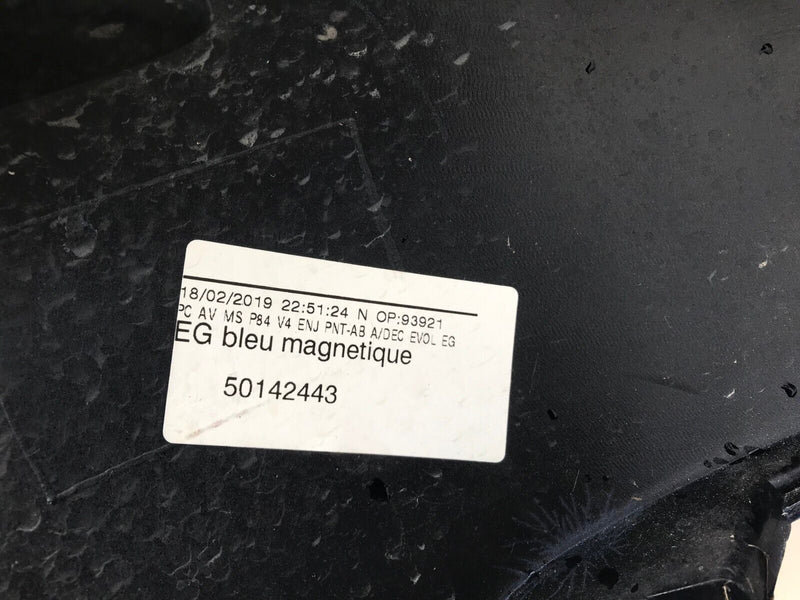 18/02/2019 22:51:24 N OP:93921
PC AV MS P84 V4 ENJ PNT-AB A/DEC EVOL EG
EG bleu magnetique
50142443